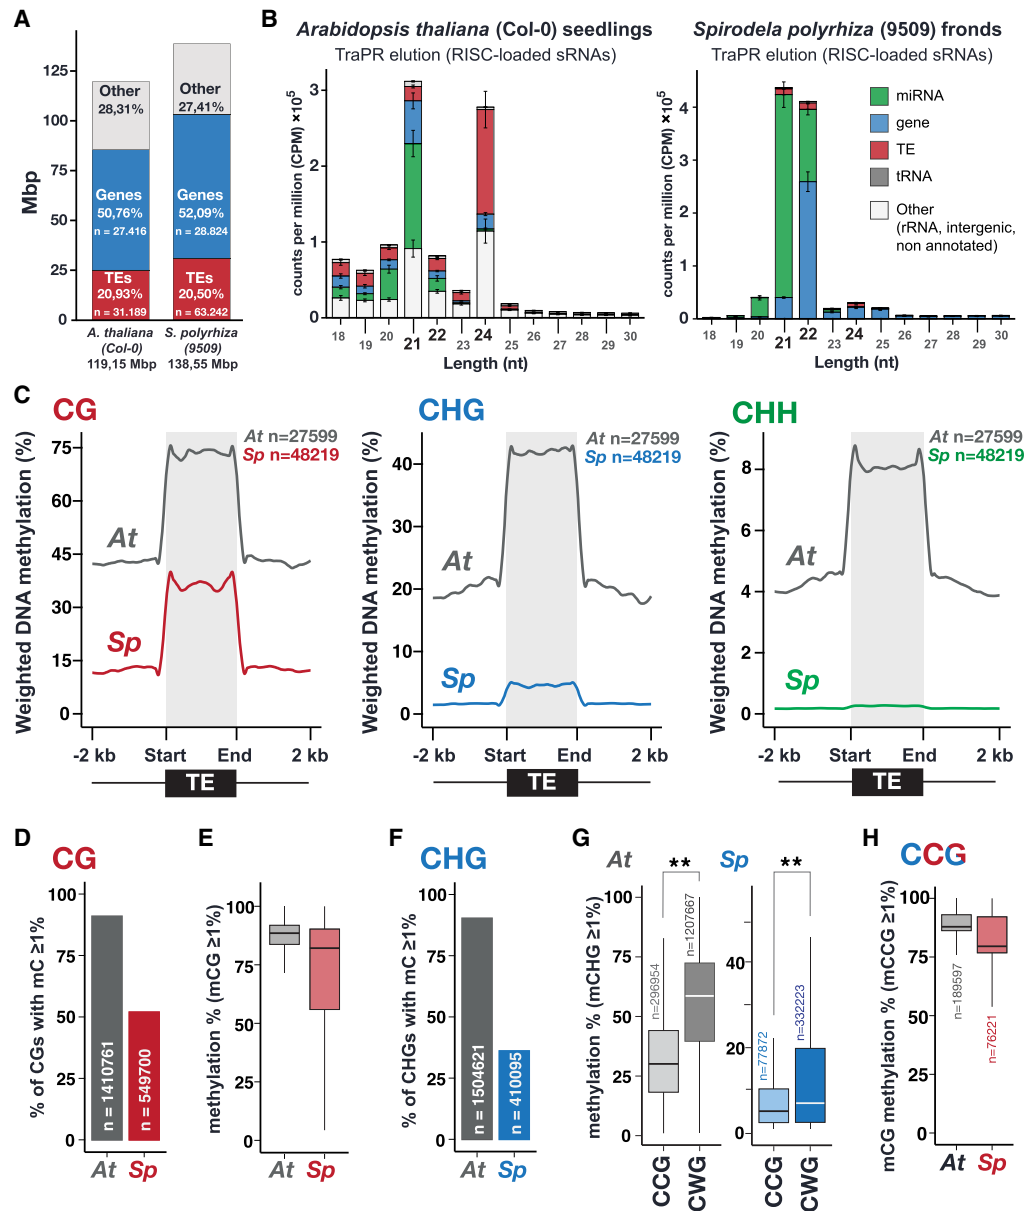 A
Mbp
125
100
75
50
25
0
Other
28,31%
Genes
50,76%
n = 27.416
TEs
20,93%
n = 31.189
Other
27,41%
Genes
52,09%
n = 28.824
TEs
20,50%
n = 63.242
A. thaliana
(Col-0)
119,15 Mbp
S. polyrhiza
(9509)
138,55 Mbp
B
Arabidopsis thaliana (Col-0) seedlings
TraPR elution (RISC-loaded sRNAs)
counts per million (CPM) ×10⁵
3
2
1
0
18 19 20 21 22 23 24 25 26 27 28 29 30
Length (nt)
Spirodela polyrhiza (9509) fronds
TraPR elution (RISC-loaded sRNAs)
counts per million (CPM) ×10⁵
4
3
2
1
0
18 19 20 21 22 23 24 25 26 27 28 29 30
Length (nt)
miRNA
gene
TE
tRNA
Other
(rRNA, intergenic,
non annotated)
C
CG
Weighted DNA methylation (%)
75
60
45
30
15
0
At n=27599
Sp n=48219
At
Sp
-2 kb Start End 2 kb
TE
CHG
Weighted DNA methylation (%)
40
30
20
10
0
At n=27599
Sp n=48219
At
Sp
-2 kb Start End 2 kb
TE
CHH
Weighted DNA methylation (%)
8
6
4
2
0
At n=27599
Sp n=48219
At
Sp
-2 kb Start End 2 kb
TE
D
CG
% of CGs with mC ≥1%
100
75
50
25
0
n = 1410761
n = 549700
At Sp
E
methylation % (mCG ≥1%)
100
75
50
25
0
At Sp
F
CHG
% of CHGs with mC ≥1%
100
75
50
25
0
n = 1504621
n = 410095
At Sp
G
At
**
methylation % (mCHG ≥1%)
100
75
50
25
0
n=296954
n=1207667
CCG CWG
Sp
**
40
20
0
n=77872
n=332223
CCG CWG
H
CCG
mCG methylation % (mCCG ≥1%)
100
75
50
25
0
n=189597
n=76221
At Sp